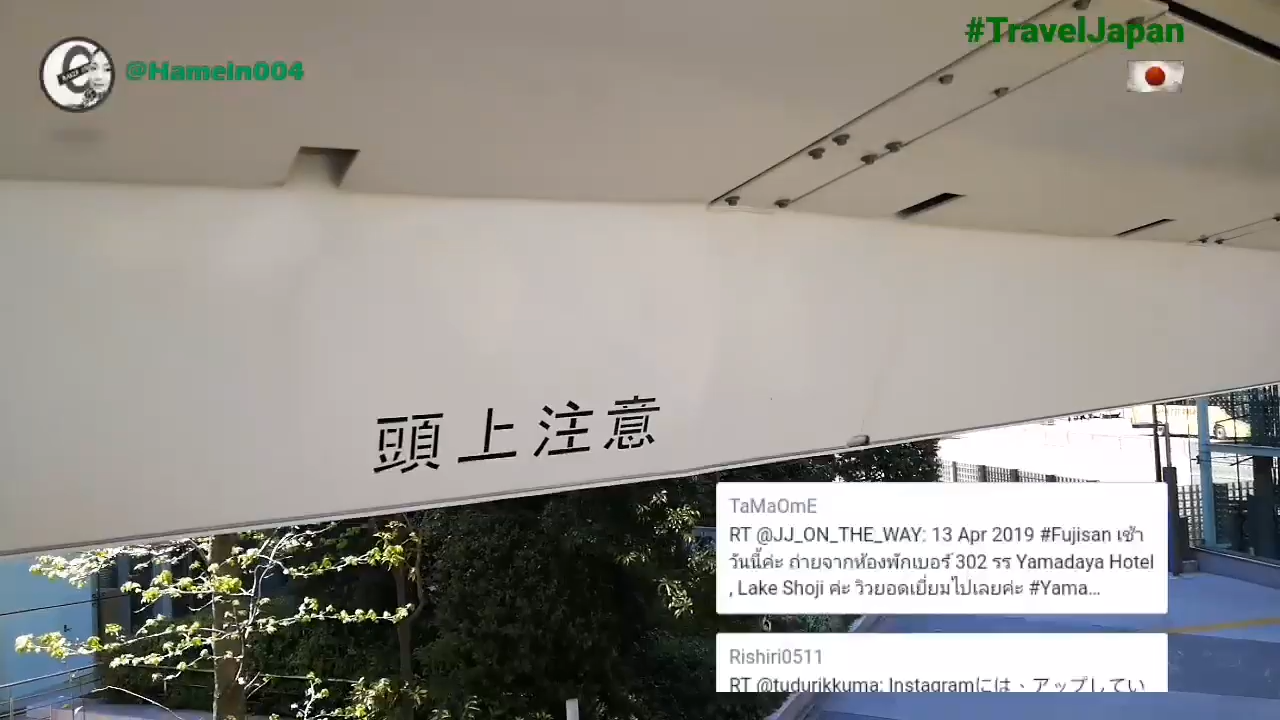 #TravelJapan
@Hamein004
頭上注意
TaMaOmE
RT @JJ_ON_THE_WAY: 13 Apr 2019 #Fujisan เช้า
วันนี้ค่ะ ถ่ายจากห้องพักเบอร์ 302 รร Yamadaya Hotel
, Lake Shoji ค่ะ วิวยอดเยี่ยมไปเลยค่ะ #Yama…
Rishiri0511
RT @tudurikkuma: Instagramには、アップしてい